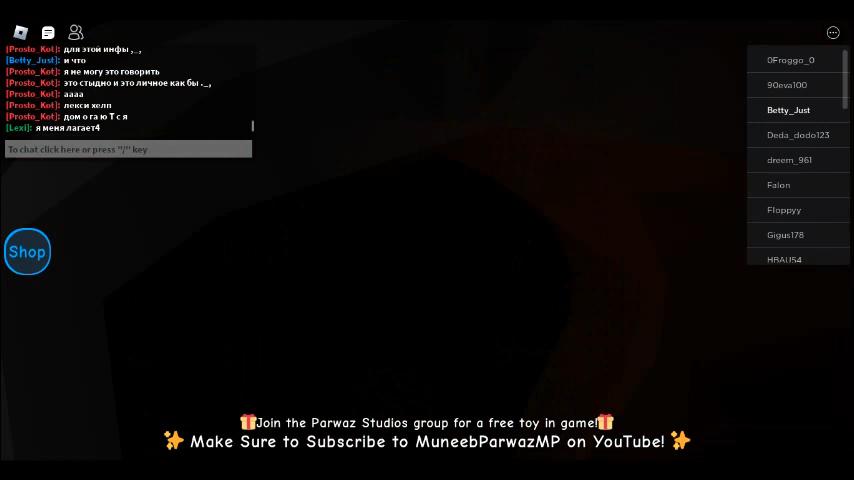 [Prosto_Kot]: для этой инфы ,_,
[Betty_Just]: и что
[Prosto_Kot]: я не могу это говорить
[Prosto_Kot]: это стыдно и это личное как бы ._,
[Prosto_Kot]: аааа
[Prosto_Kot]: лекси хелп
[Prosto_Kot]: дом о га ю Т с я
[Lexi]: я меня лагает4
To chat click here or press "/" key
0Froggo_0
90eva100
Betty_Just
Deda_dodo123
dreem_961
Falon
Floppyy
Gigus178
HBAUS4
Shop
Join the Parwaz Studios group for a free toy in game!
Make Sure to Subscribe to MuneebParwazMP on YouTube!